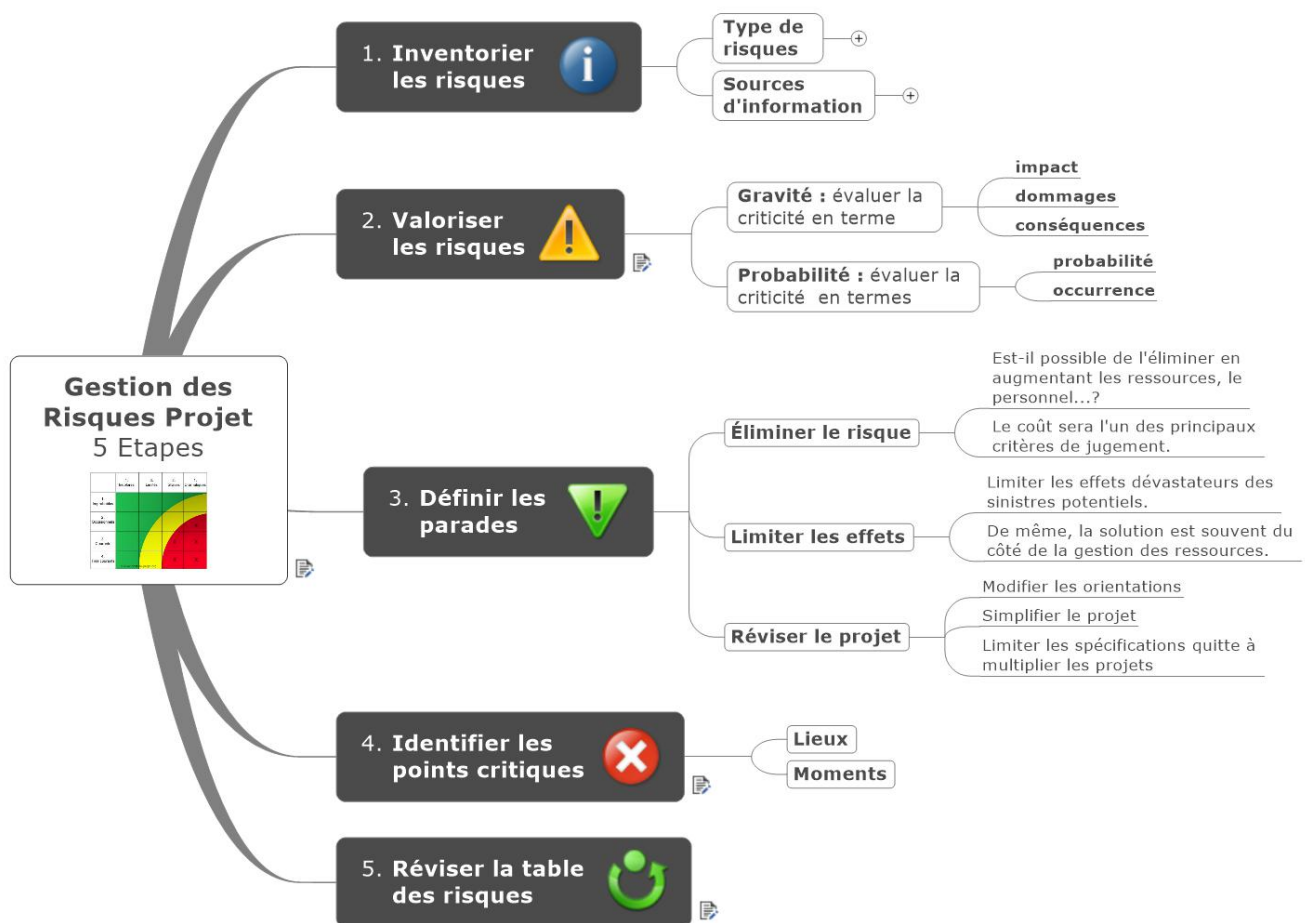 1. Inventorier
les risques
Type de
risques
Sources
d'information
2. Valoriser
les risques
Gravité : évaluer la
criticité en terme
impact
dommages
conséquences
Probabilité : évaluer la
criticité  en termes
probabilité
occurrence
Gestion des
Risques Projet
5 Etapes
3. Définir les
parades
Éliminer le risque
Est-il possible de l'éliminer en
augmentant les ressources, le
personnel...?
Le coût sera l'un des principaux
critères de jugement.
Limiter les effets
Limiter les effets dévastateurs des
sinistres potentiels.
De même, la solution est souvent du
côté de la gestion des ressources.
Réviser le projet
Modifier les orientations
Simplifier le projet
Limiter les spécifications quitte à
multiplier les projets
4. Identifier les
points critiques
Lieux
Moments
5. Réviser la table
des risques